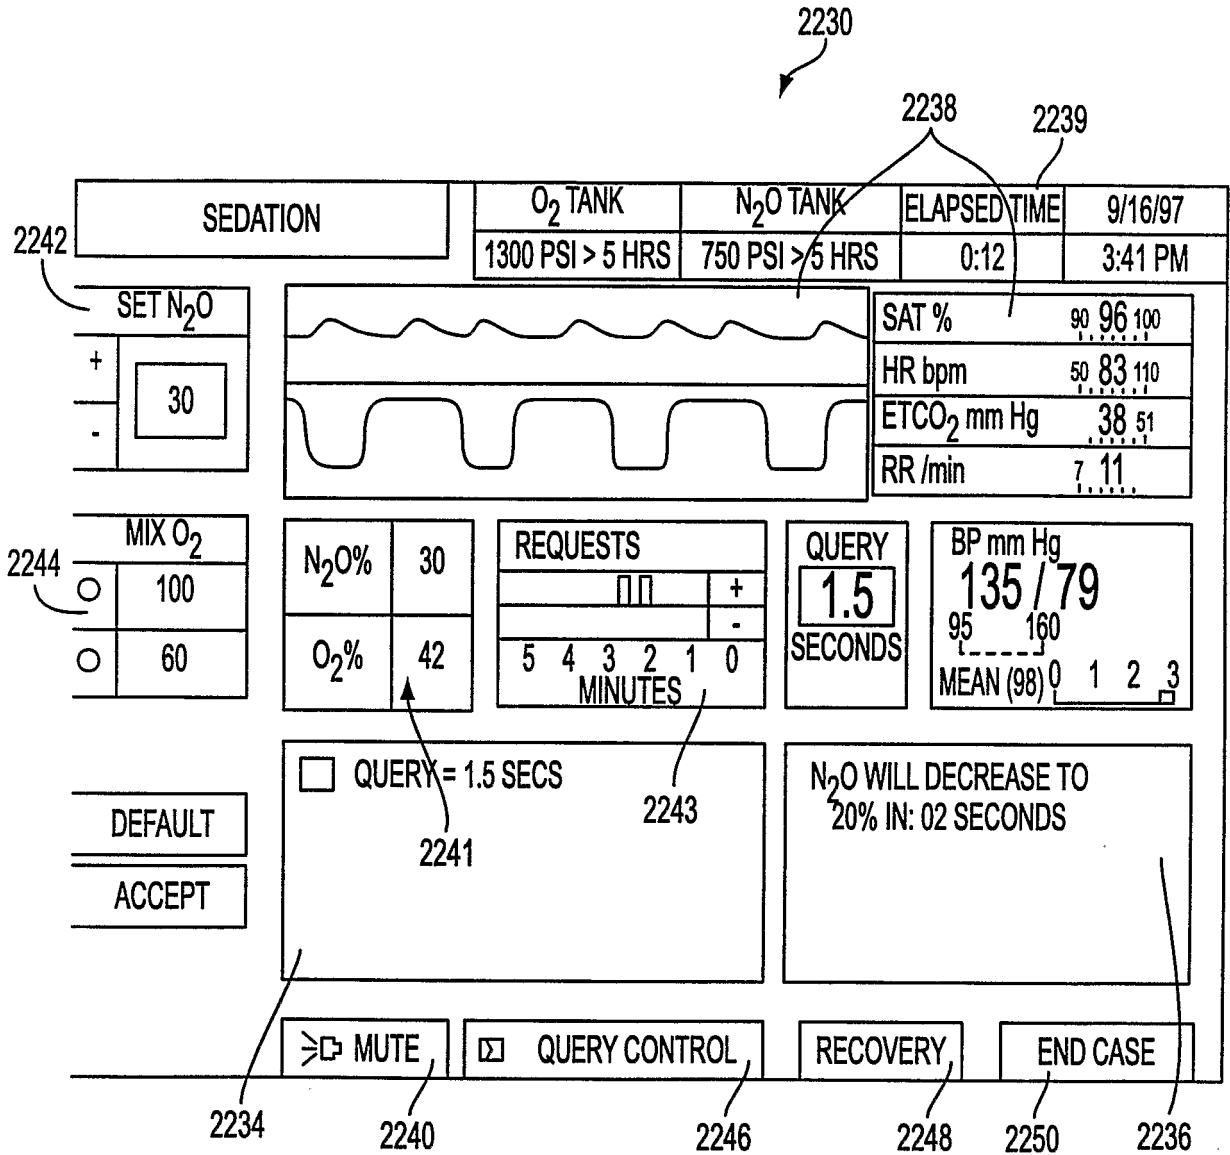 2230
2238
2239
SEDATION
O2 TANK
N2O TANK
ELAPSED TIME
9/16/97
1300 PSI > 5 HRS
750 PSI > 5 HRS
0:12
3:41 PM
2242
SET N2O
+
30
-
SAT %
90 96 100
HR bpm
50 83 110
ETCO2 mm Hg
38 51
RR /min
7 11
2244
MIX O2
100
60
N2O%
30
O2%
42
REQUESTS
+
-
5 4 3 2 1 0
MINUTES
QUERY
1.5
SECONDS
BP mm Hg
135 / 79
95 160
MEAN (98) 0 1 2 3
DEFAULT
ACCEPT
QUERY = 1.5 SECS
2241
2243
N2O WILL DECREASE TO
20% IN: 02 SECONDS
MUTE
Σ QUERY CONTROL
RECOVERY
END CASE
2234
2240
2246
2248
2250
2236